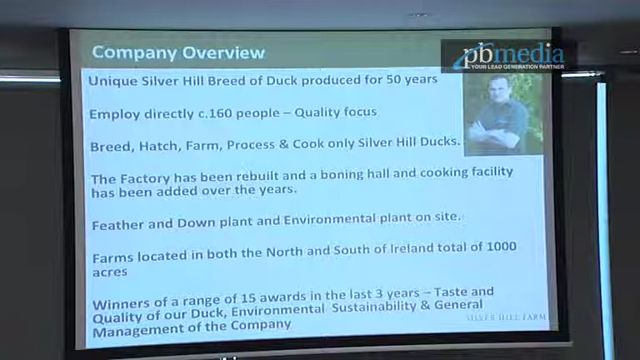 Company Overview
pbmedia
YOUR LEAD GENERATION PARTNER
Unique Silver Hill Breed of Duck produced for 50 years
Employ directly c.160 people – Quality focus
Breed, Hatch, Farm, Process & Cook only Silver Hill Ducks.
The Factory has been rebuilt and a boning hall and cooking facility
has been added over the years.
Feather and Down plant and Environmental plant on site.
Farms located in both the North and South of Ireland total of 1000
acres
Winners of a range of 15 awards in the last 3 years – Taste and
Quality of our Duck, Environmental Sustainability & General
Management of the Company
SILVER HILL FARM